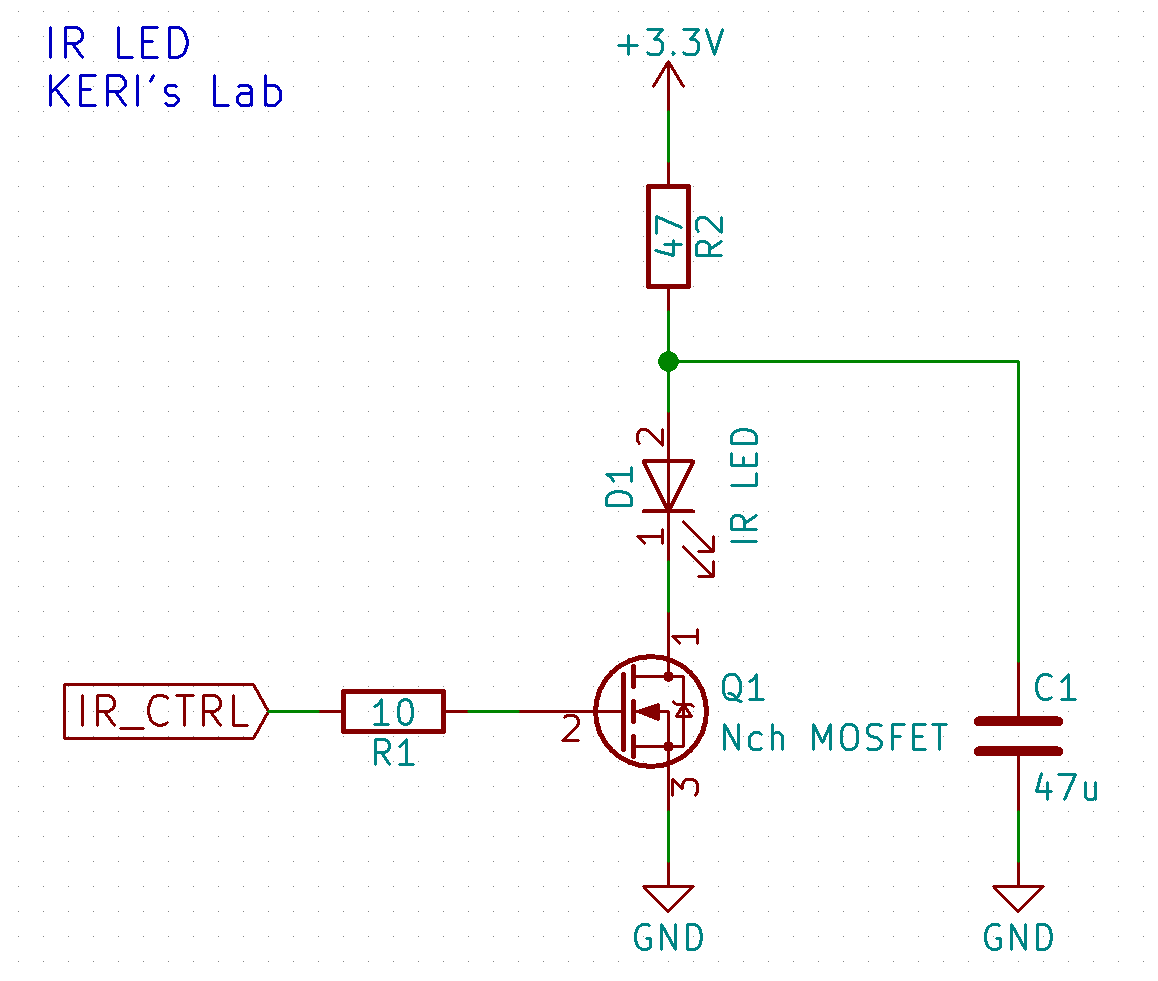 IR LED
KERI's Lab
+3.3V
47
R2
2
D1
IR LED
1
1
IR_CTRL
10
R1
2
Q1
Nch MOSFET
3
C1
47u
GND
GND